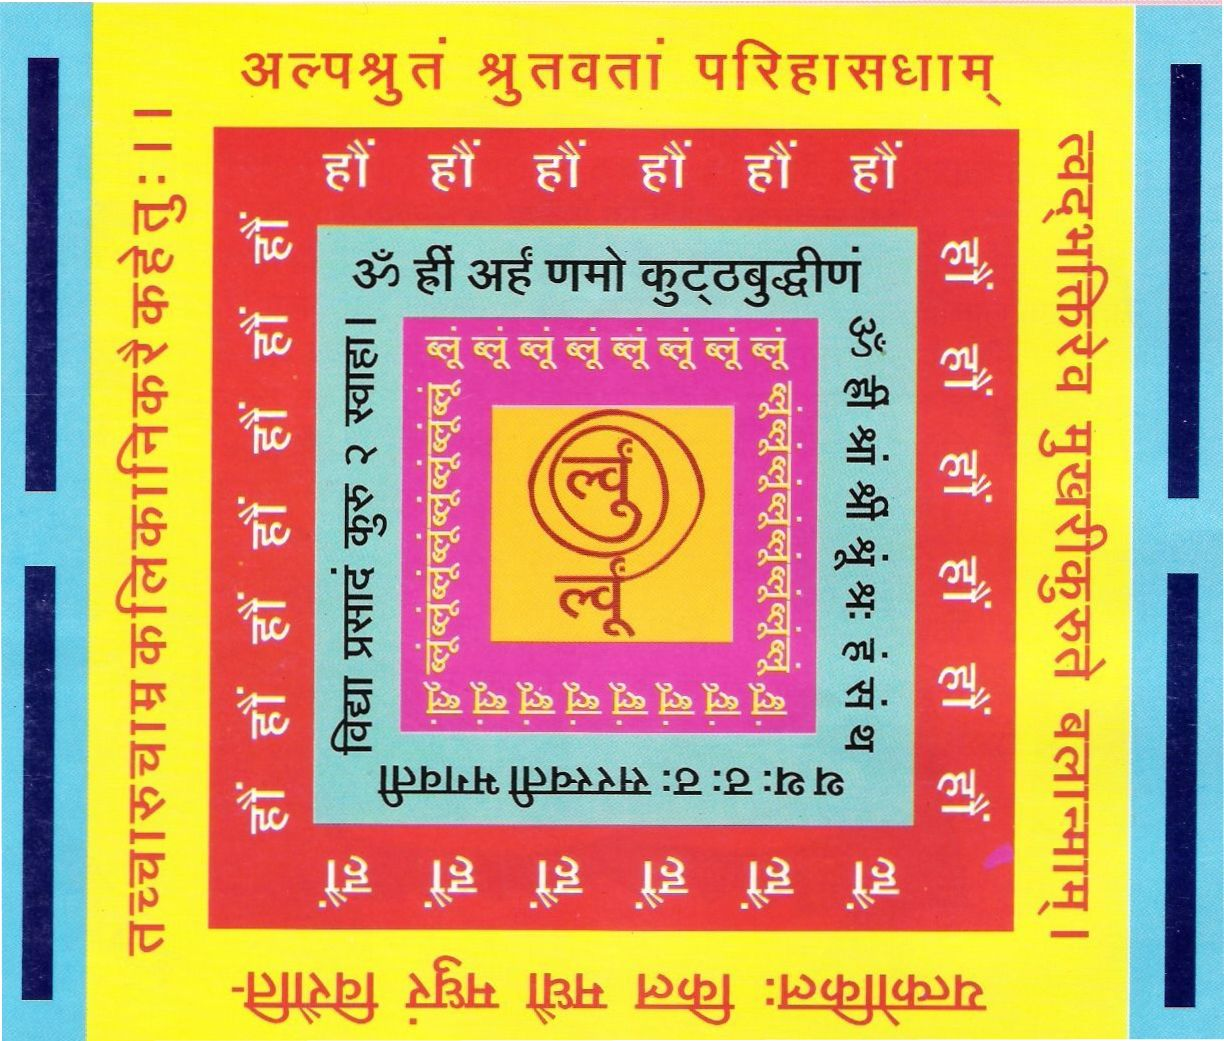 अल्पश्रुतं श्रुतवतां परिहासधाम्
त्वद्भक्तिरेव मुखरीकुरुते बलान्माम्।
यत्कोकिलः किल मधौ मधुरं विरौति-
तच्चारुचाम्र कलिकानिकरै कहेतुः।।
हौं हौं हौं हौं हौं हौं
हौं हौं हौं हौं हौं हौं
हौं हौं हौं हौं हौं हौं
हौं हौं हौं हौं हौं हौं हौं
ॐ ह्रीं अर्हं णमो कुट्ठबुद्धीणं
ॐ ह्रीं श्रां श्रीं श्रूं श्रः हं सं थ
थ थः ठः ठः सरस्वती भगवती
विद्या प्रसादं कुरु २ स्वाहा।
ब्लूं ब्लूं ब्लूं ब्लूं ब्लूं ब्लूं ब्लूं ब्लूं